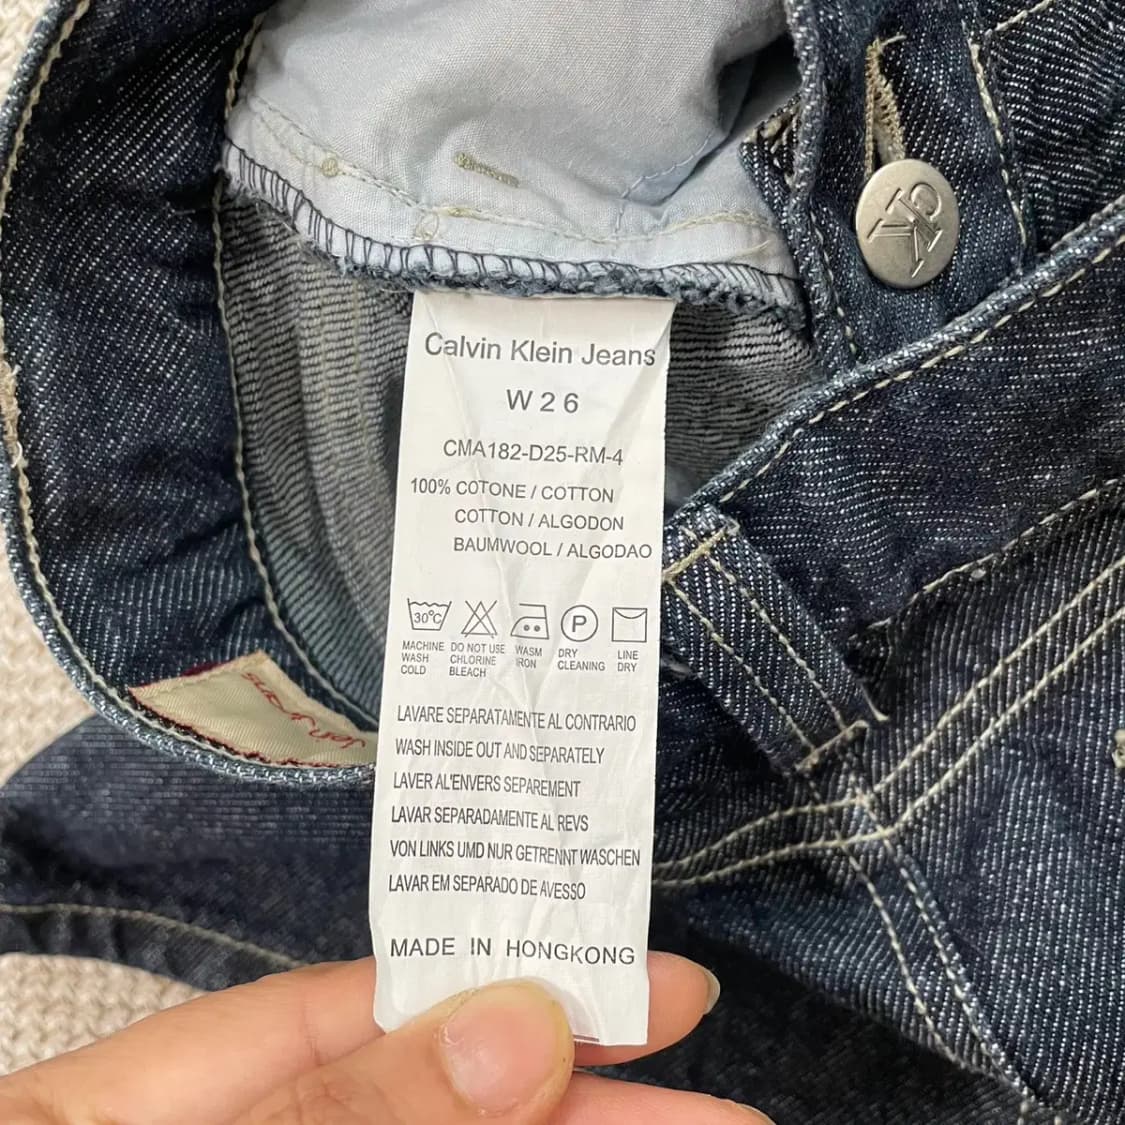 CK
Calvin Klein Jeans
W 2 6
CMA182-D25-RM-4
100% COTONE / COTTON
COTTON / ALGODON
BAUMWOOL / ALGODAO
30°C
P
MACHINE WASH COLD
DO NOT USE CHLORINE BLEACH
WASM IRON
DRY CLEANING
LINE DRY
LAVARE SEPARATAMENTE AL CONTRARIO
WASH INSIDE OUT AND SEPARATELY
LAVER AL'ENVERS SEPAREMENT
LAVAR SEPARADAMENTE AL REVS
VON LINKS UMD NUR GETRENNT WASCHEN
LAVAR EM SEPARADO DE AVESSO
MADE IN HONGKONG